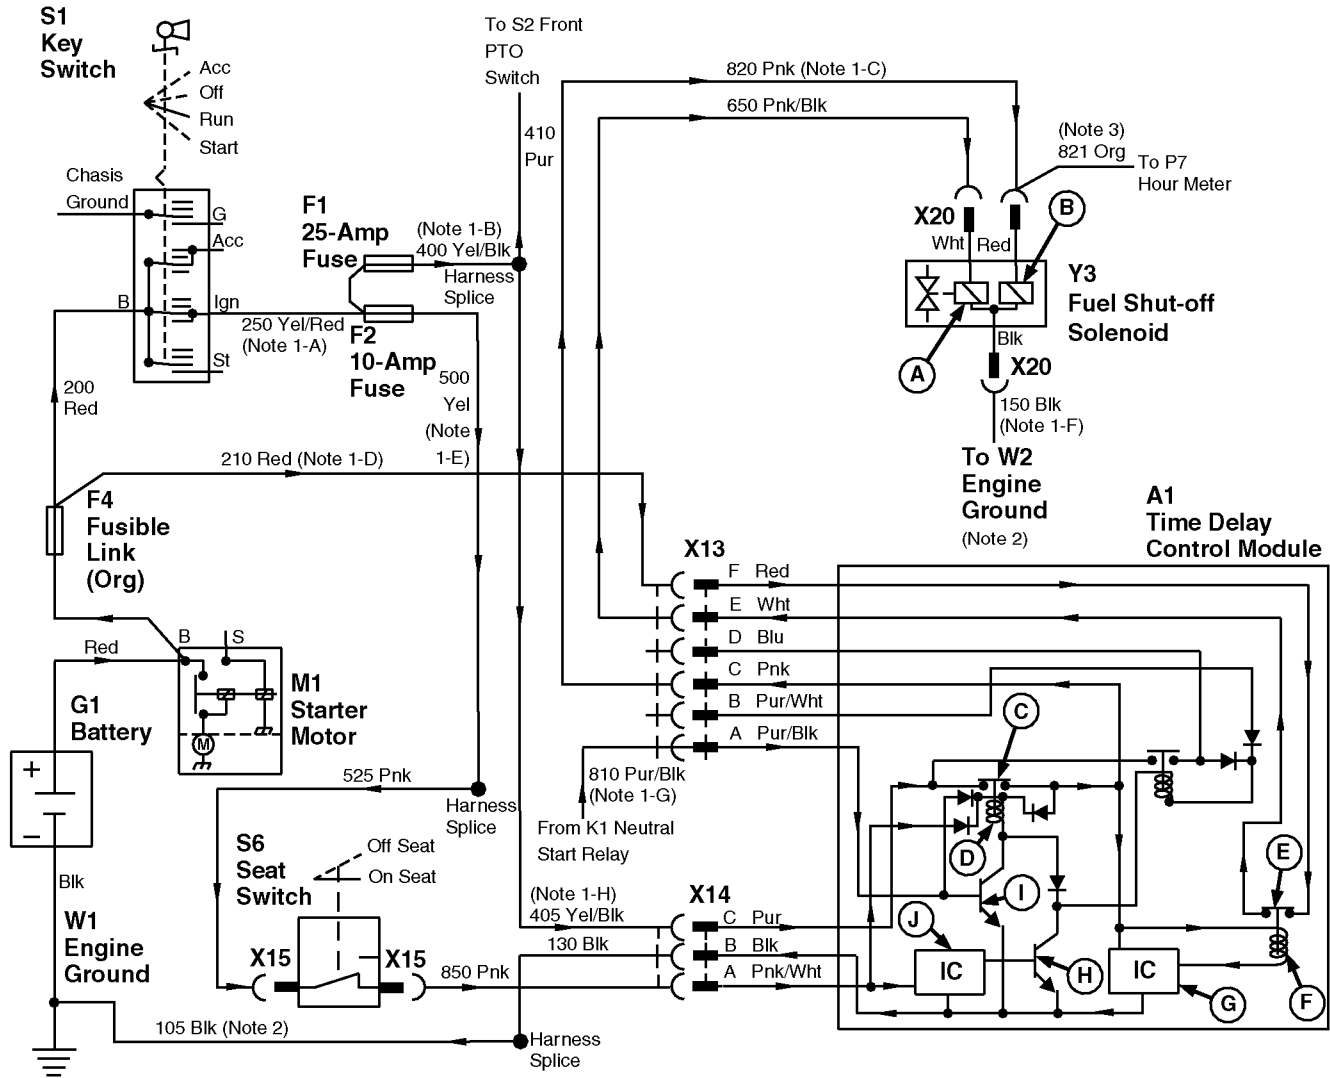 S1
Key
Switch
Acc
Off
Run
Start
Chasis
Ground
G
Acc
B
Ign
St
200
Red
250 Yel/Red
(Note 1-A)
F1
25-Amp
Fuse
(Note 1-B)
400 Yel/Blk
Harness
Splice
F2
10-Amp
Fuse
500
Yel
(Note
1-E)
To S2 Front
PTO
Switch
410
Pur
820 Pnk (Note 1-C)
650 Pnk/Blk
(Note 3)
821 Org
To P7
Hour Meter
X20
B
Wht
Red
Y3
Fuel Shut-off
Solenoid
A
Blk
X20
150 Blk
(Note 1-F)
To W2
Engine
Ground
(Note 2)
210 Red (Note 1-D)
F4
Fusible
Link
(Org)
A1
Time Delay
Control Module
X13
F Red
E Wht
D Blu
C Pnk
B Pur/Wht
A Pur/Blk
B
S
Red
M
M1
Starter
Motor
G1
Battery
+
−
Blk
W1
Engine
Ground
525 Pnk
Harness
Splice
810 Pur/Blk
(Note 1-G)
From K1 Neutral
Start Relay
S6
Seat
Switch
Off Seat
On Seat
X15
X15
850 Pnk
(Note 1-H)
405 Yel/Blk
130 Blk
X14
C Pur
B Blk
A Pnk/Wht
105 Blk (Note 2)
Harness
Splice
C
D
E
I
J
IC
H
IC
G
F